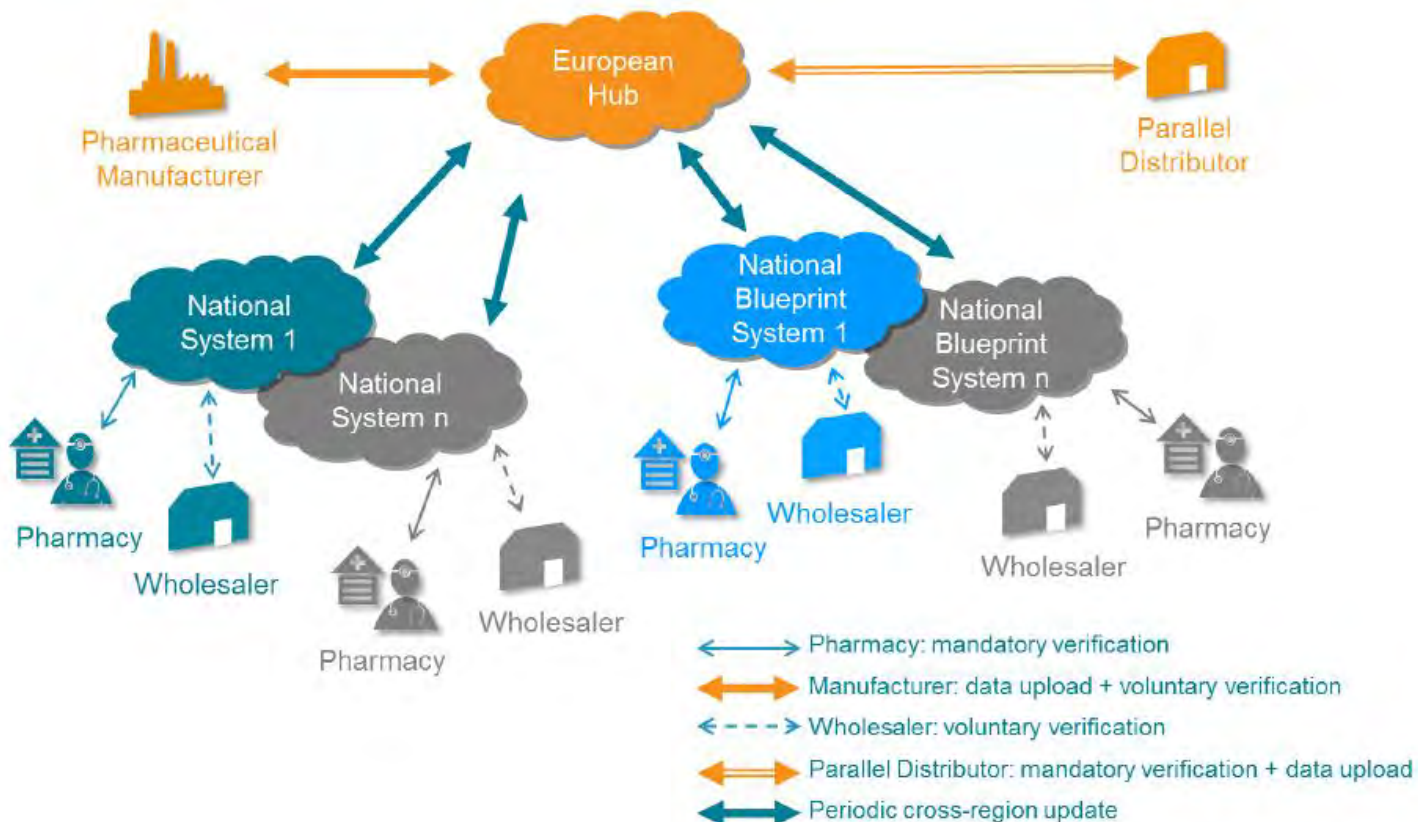 European
Hub
Pharmaceutical
Manufacturer
Parallel
Distributor
National
System 1
National
System n
National
Blueprint
System 1
National
Blueprint
System n
Pharmacy
Wholesaler
Pharmacy
Wholesaler
Pharmacy
Wholesaler
Wholesaler
Pharmacy
Pharmacy: mandatory verification
Manufacturer: data upload + voluntary verification
Wholesaler: voluntary verification
Parallel Distributor: mandatory verification + data upload
Periodic cross-region update